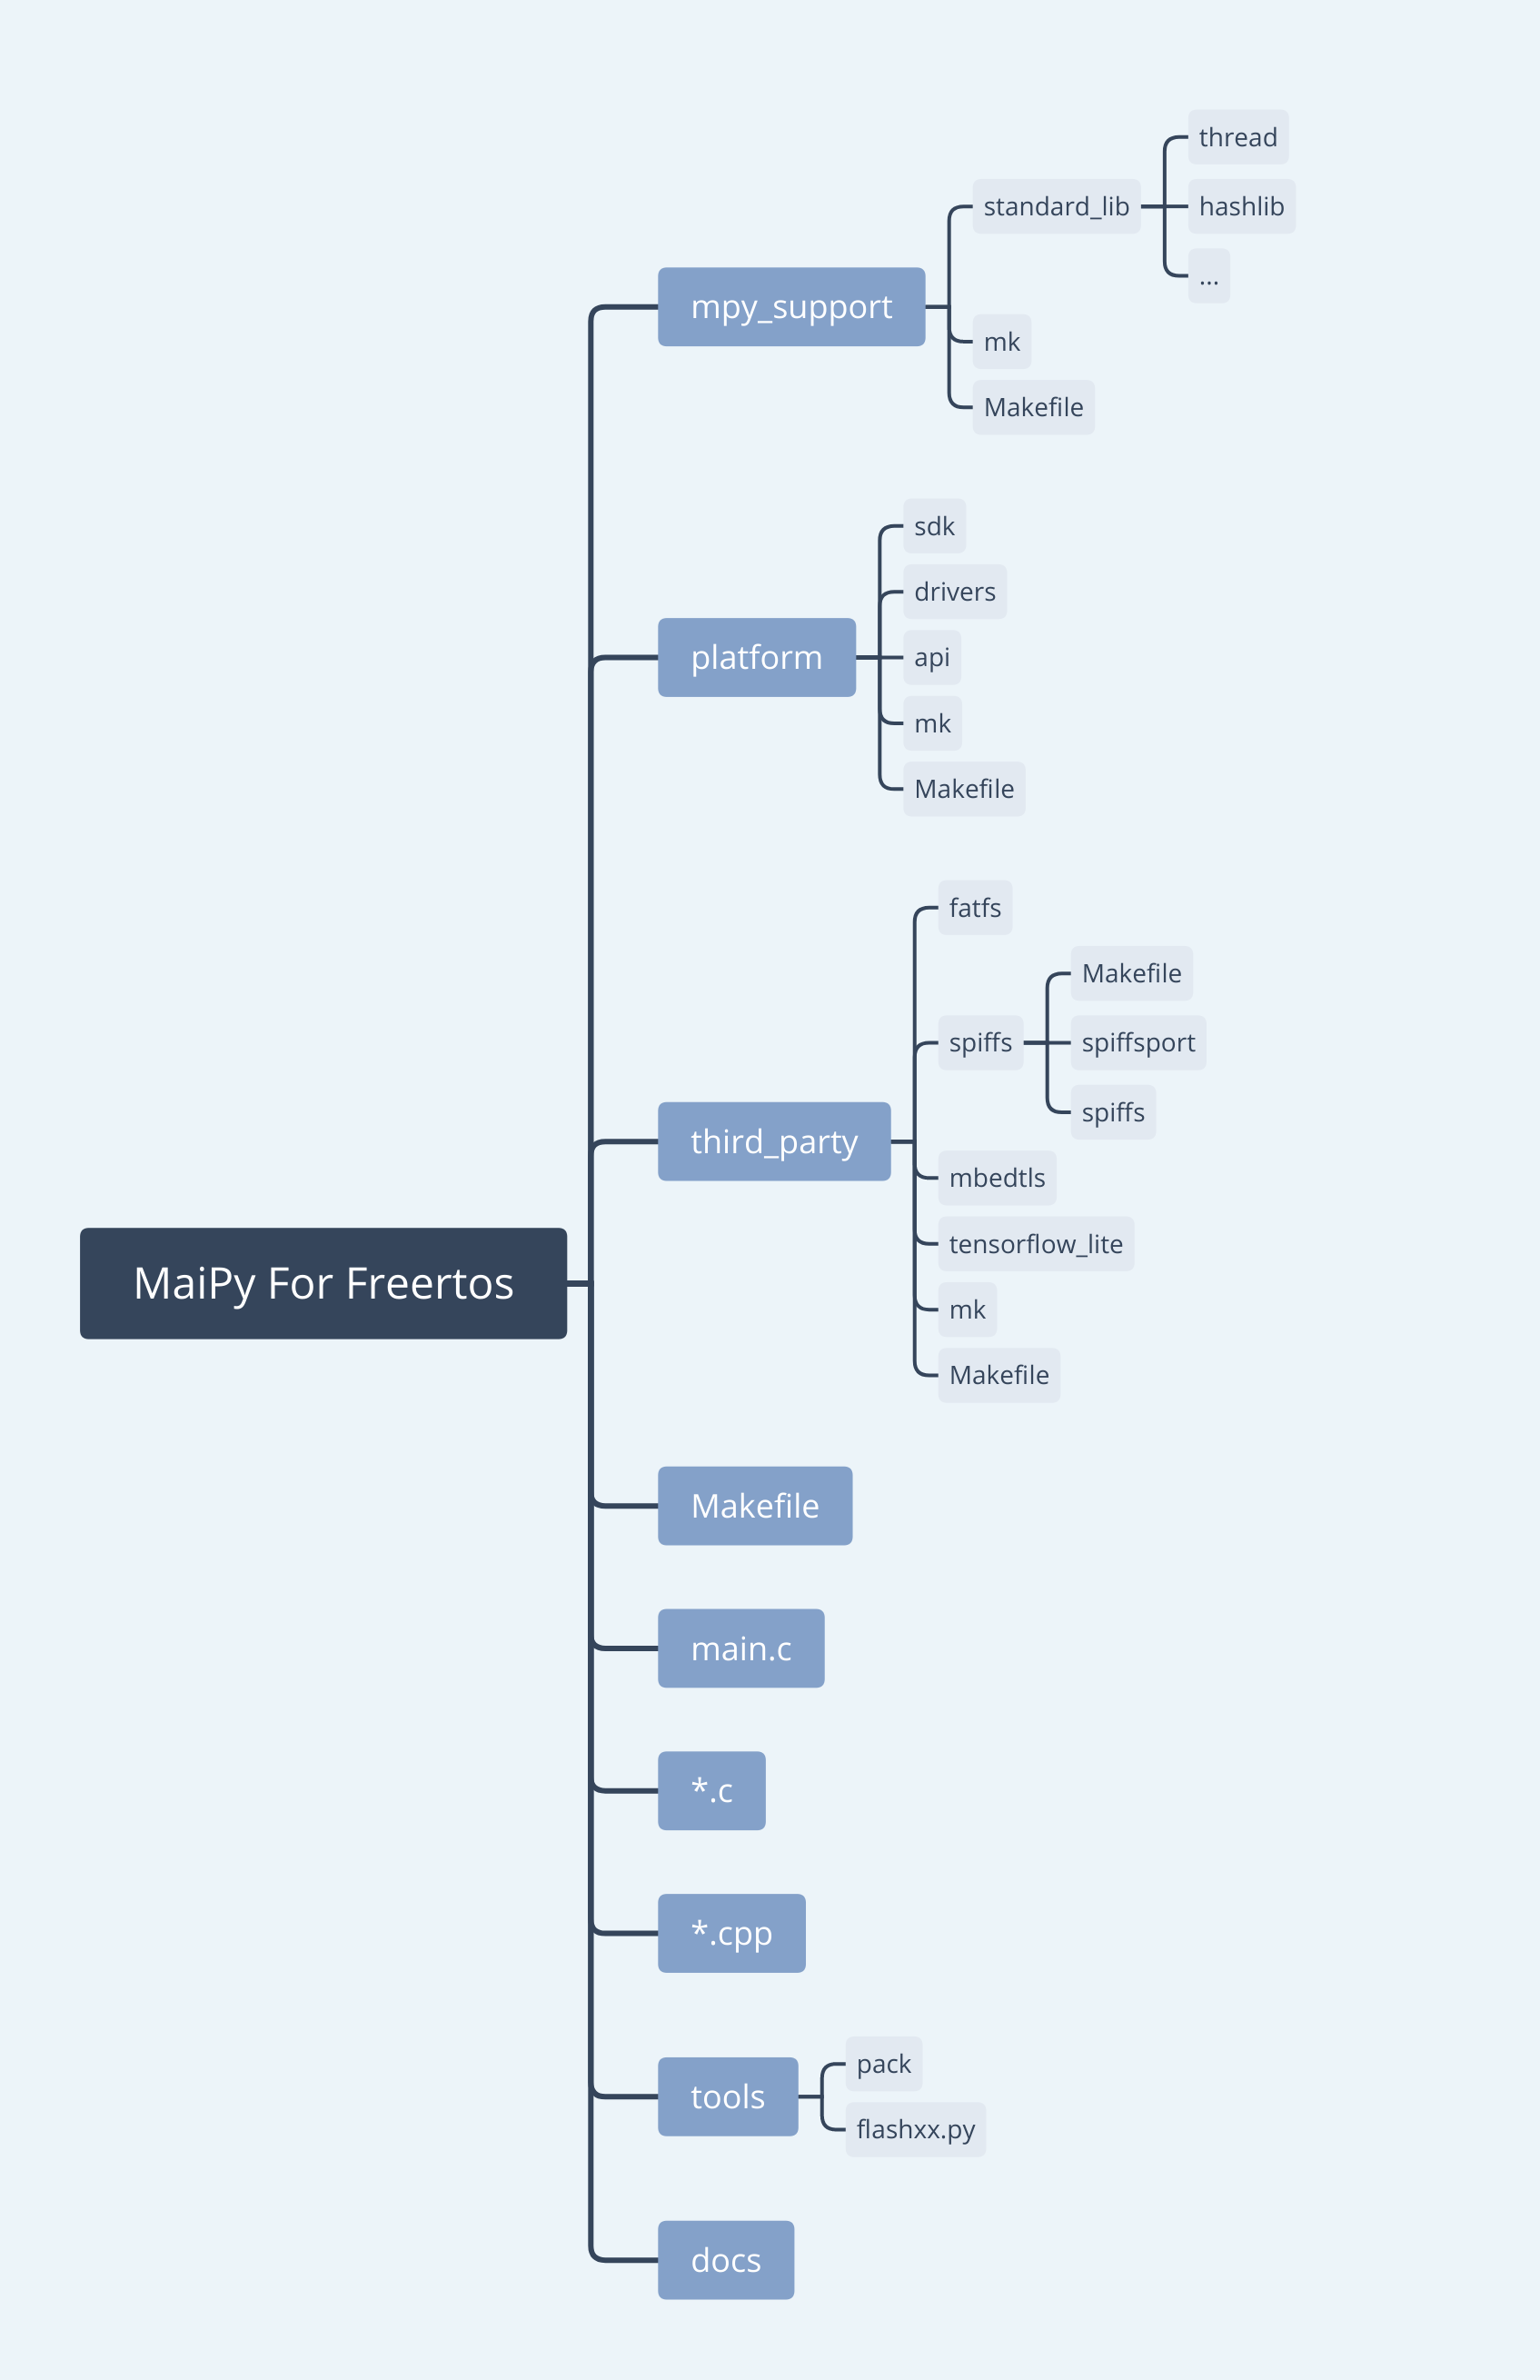 MaiPy For Freertos
mpy_support
standard_lib
thread
hashlib
...
mk
Makefile
platform
sdk
drivers
api
mk
Makefile
third_party
fatfs
spiffs
Makefile
spiffsport
spiffs
mbedtls
tensorflow_lite
mk
Makefile
Makefile
main.c
*.c
*.cpp
tools
pack
flashxx.py
docs